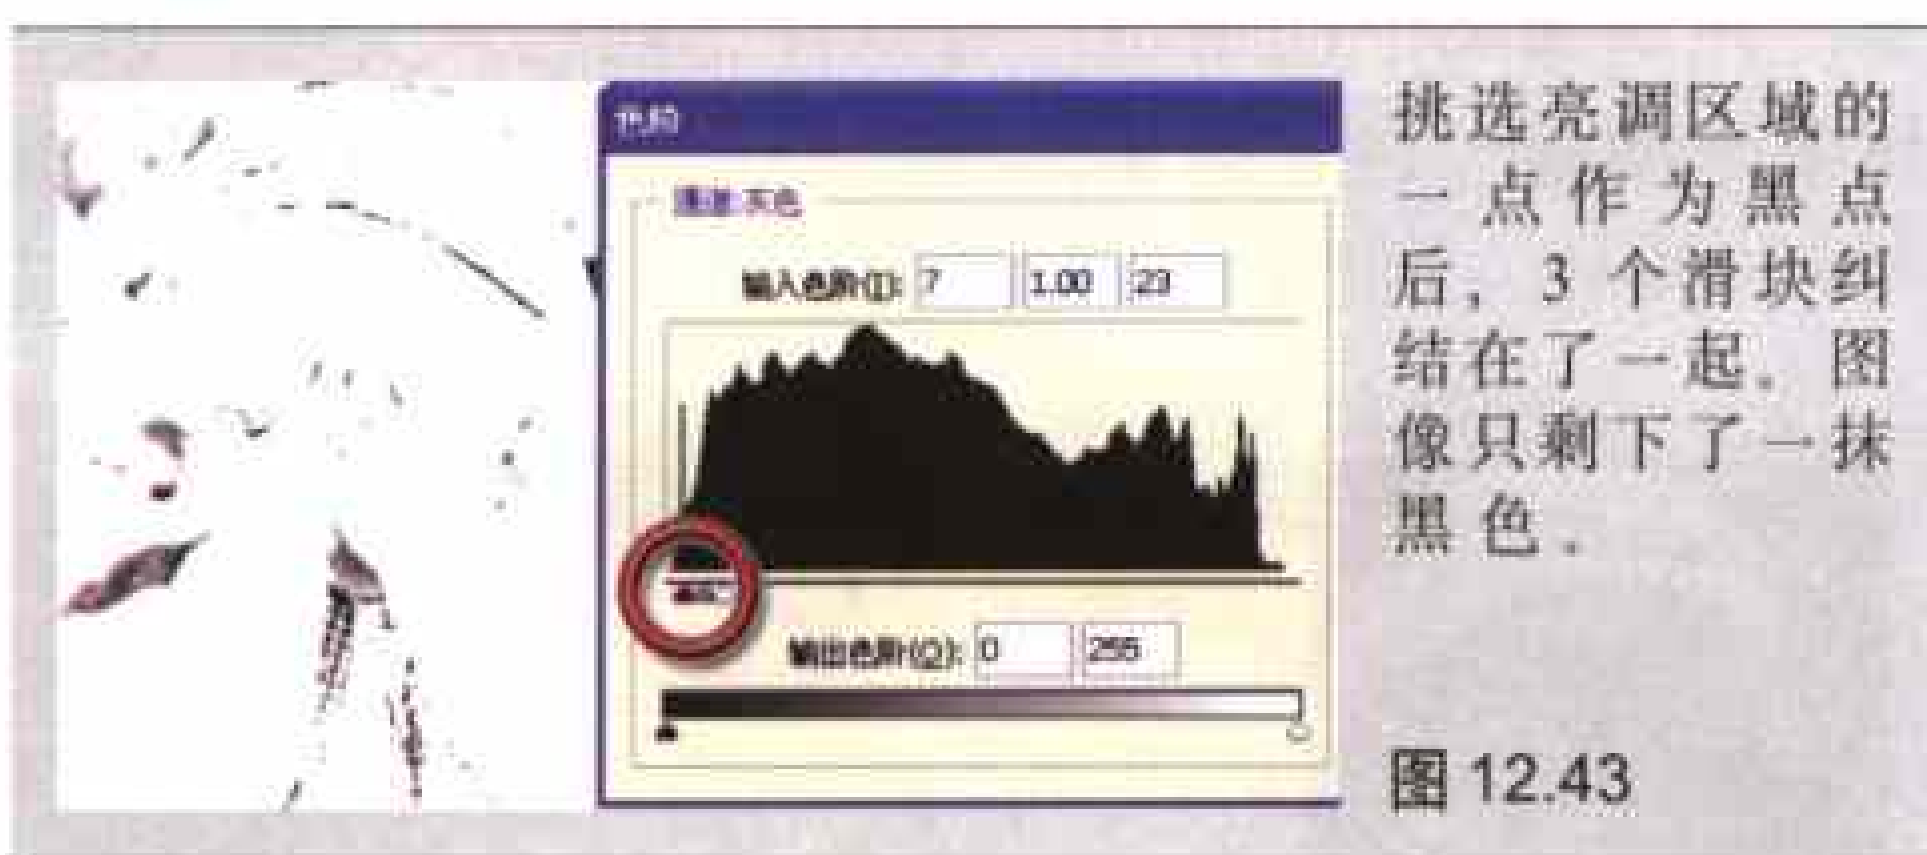 色阶
通道:灰色
输入色阶(I): 7 1.00 23
输出色阶(O): 0 255
挑选亮调区域的
一点作为黑点
后，3个滑块纠
结在了一起。图
像只剩下了一抹
黑色。
图 12.43